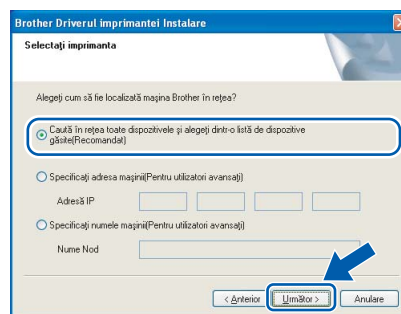 Brother Driverul imprimantei Instalare
Selectaţi imprimanta
Alegeţi cum să fie localizată maşina Brother în reţea?
Caută în reţea toate dispozitivele şi alegeţi dintr-o listă de dispozitive
găsite(Recomandat)
Specificaţi adresa maşinii(Pentru utilizatori avansaţi)
Adresă IP
Specificaţi numele maşinii(Pentru utilizatori avansaţi)
Nume Nod
< Anterior Următor > Anulare